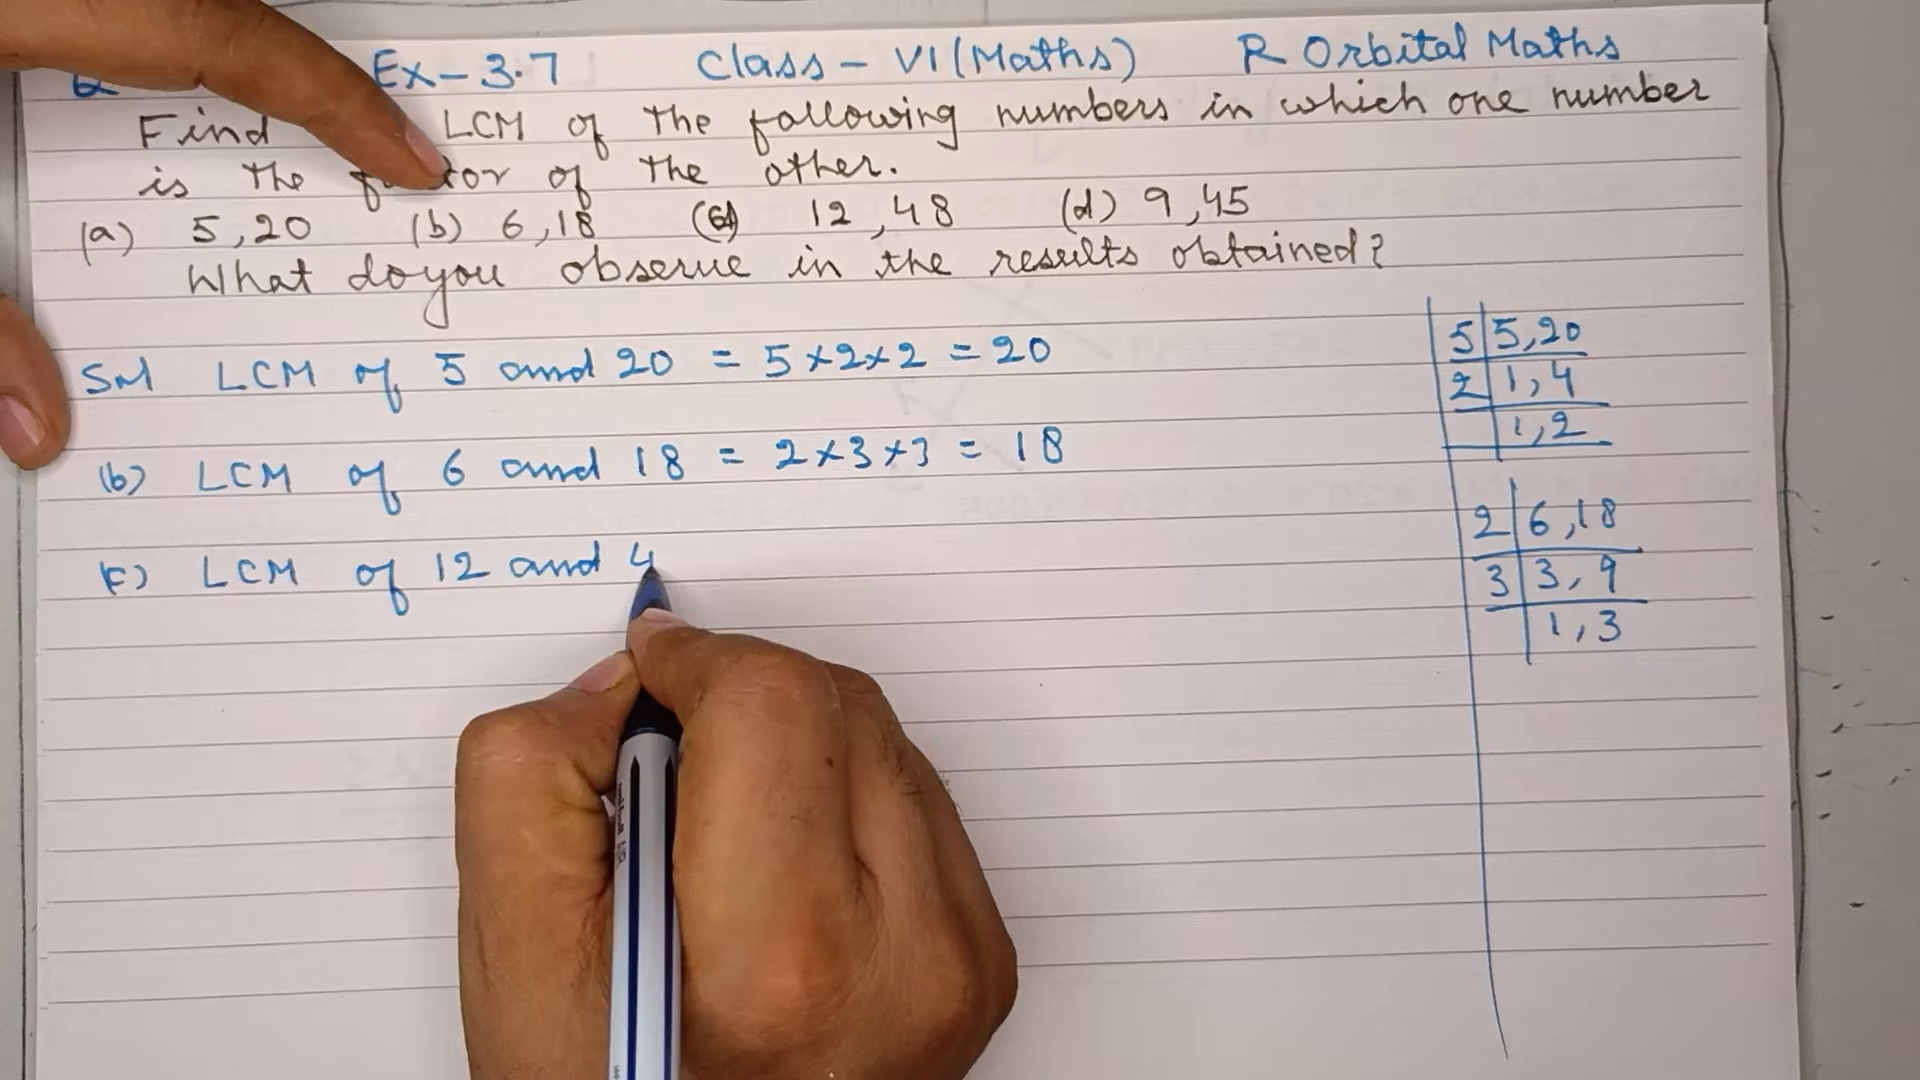 Ex-3.7 Class-VI (Maths) R Orbital Maths
Find LCM of the following numbers in which one number
is the factor of the other.
(a) 5,20 (b) 6,18 (c) 12,48 (d) 9,45
What do you observe in the results obtained?
Sol LCM of 5 and 20 = 5×2×2 = 20
(b) LCM of 6 and 18 = 2×3×3 = 18
(c) LCM of 12 and 4
5 5,20
2 1,4
1,2
2 6,18
3 3,9
1,3